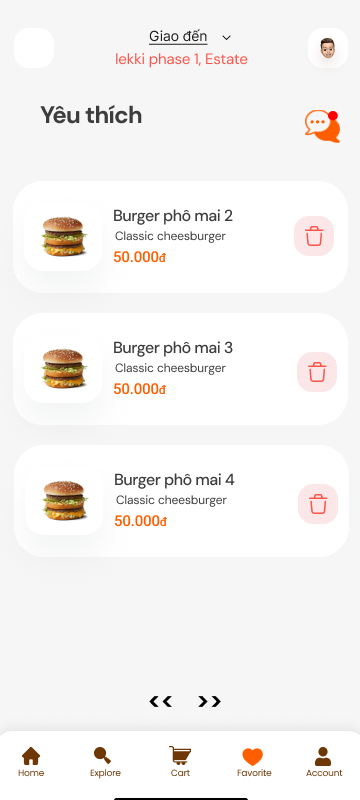 Giao đến
lekki phase 1, Estate
Yêu thích
Burger phô mai 2
Classic cheesburger
50.000đ
Burger phô mai 3
Classic cheesburger
50.000đ
Burger phô mai 4
Classic cheesburger
50.000đ
<< >>
Home Explore Cart Favorite Account